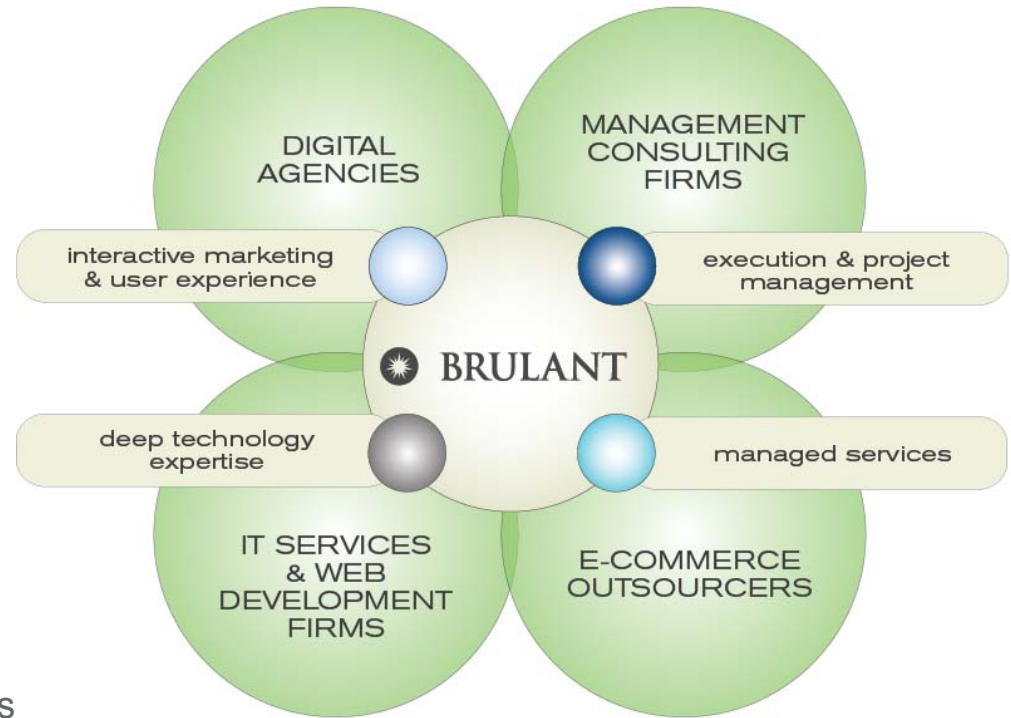 DIGITAL
AGENCIES
MANAGEMENT
CONSULTING
FIRMS
interactive marketing
& user experience
execution & project
management
BRULANT
deep technology
expertise
managed services
IT SERVICES
& WEB
DEVELOPMENT
FIRMS
E-COMMERCE
OUTSOURCERS
s